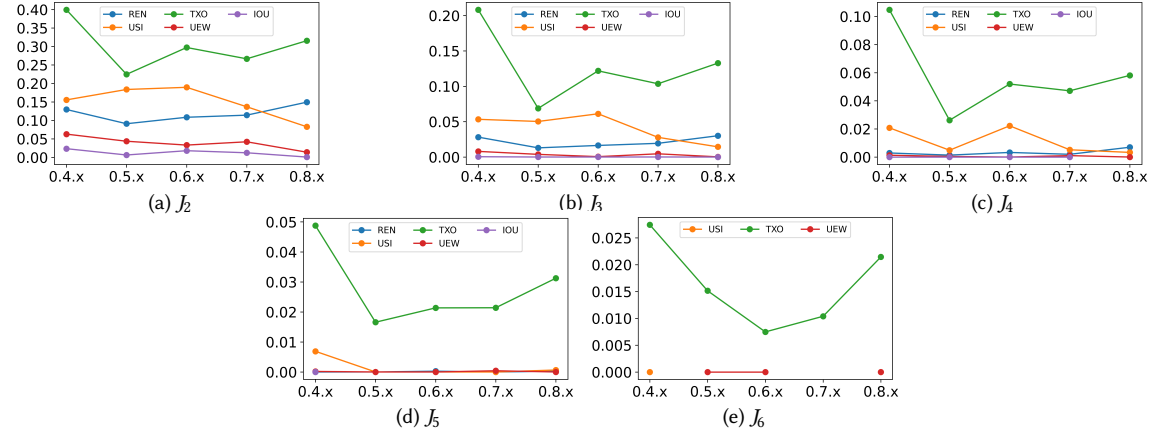 REN TXO IOU
USI UEW
0.40
0.35
0.30
0.25
0.20
0.15
0.10
0.05
0.00
0.4.x 0.5.x 0.6.x 0.7.x 0.8.x
(a) J2
REN TXO IOU
USI UEW
0.20
0.15
0.10
0.05
0.00
0.4.x 0.5.x 0.6.x 0.7.x 0.8.x
(b) J3
REN TXO IOU
USI UEW
0.10
0.08
0.06
0.04
0.02
0.00
0.4.x 0.5.x 0.6.x 0.7.x 0.8.x
(c) J4
REN TXO IOU
USI UEW
0.05
0.04
0.03
0.02
0.01
0.00
0.4.x 0.5.x 0.6.x 0.7.x 0.8.x
(d) J5
USI TXO UEW
0.025
0.020
0.015
0.010
0.005
0.000
0.4.x 0.5.x 0.6.x 0.7.x 0.8.x
(e) J6